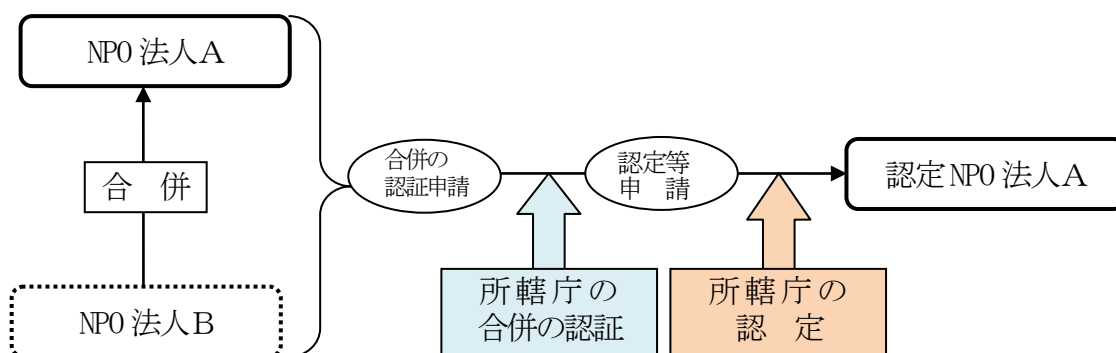 NPO法人A
合　併
NPO法人B
合併の
認証申請
認定等
申　請
認定NPO法人A
所轄庁の
合併の認証
所轄庁の
認　定